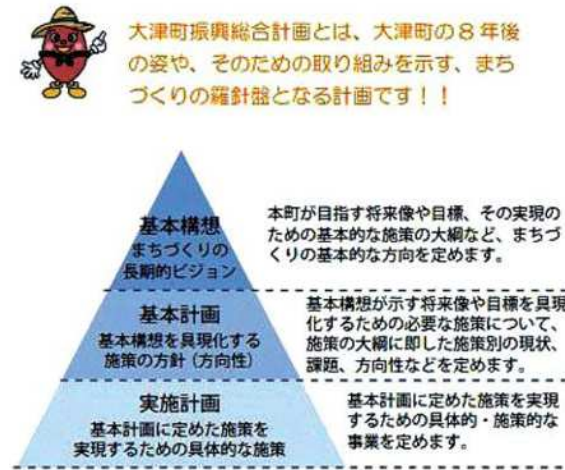 大津町振興総合計画とは、大津町の8年後
の姿や、そのための取り組みを示す、まち
づくりの羅針盤となる計画です！！
基本構想
まちづくりの
長期的ビジョン
本町が目指す将来像や目標、その実現の
ための基本的な施策の大綱など、まちづ
くりの基本的な方向を定めます。
基本計画
基本構想を具現化する
施策の方針（方向性）
基本構想が示す将来像や目標を具現
化するための必要な施策について、
施策の大綱に即した施策別の現状、
課題、方向性などを定めます。
実施計画
基本計画に定めた施策を
実現するための具体的な施策
基本計画に定めた施策を実現
するための具体的・施策的な
事業を定めます。